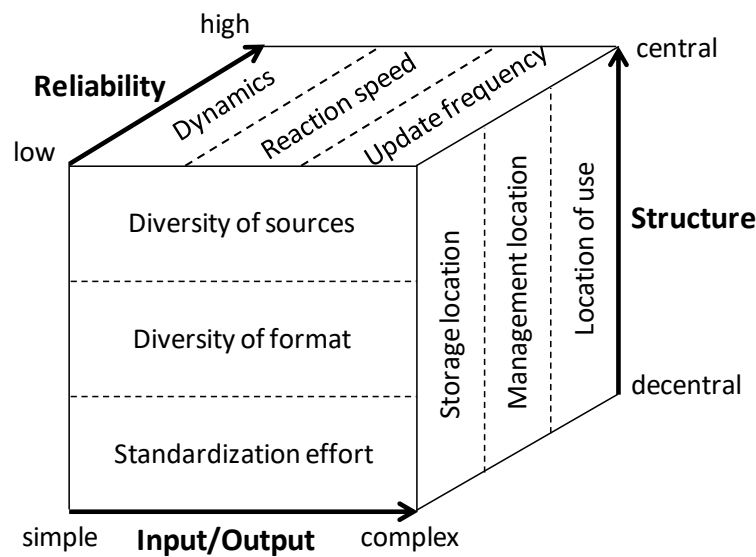 high
central
Reliability
Dynamics
Reaction speed
Update frequency
low
Diversity of sources
Diversity of format
Standardization effort
Storage location
Management location
Location of use
Structure
decentral
simple
Input/Output
complex